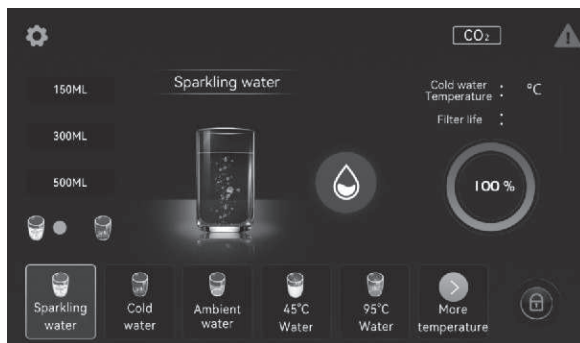 CO₂
Sparkling water
150ML
300ML
500ML
Cold water
Temperature : °C
Filter life :
100 %
Sparkling
water
Cold
water
Ambient
water
45°C
Water
95°C
Water
More
temperature